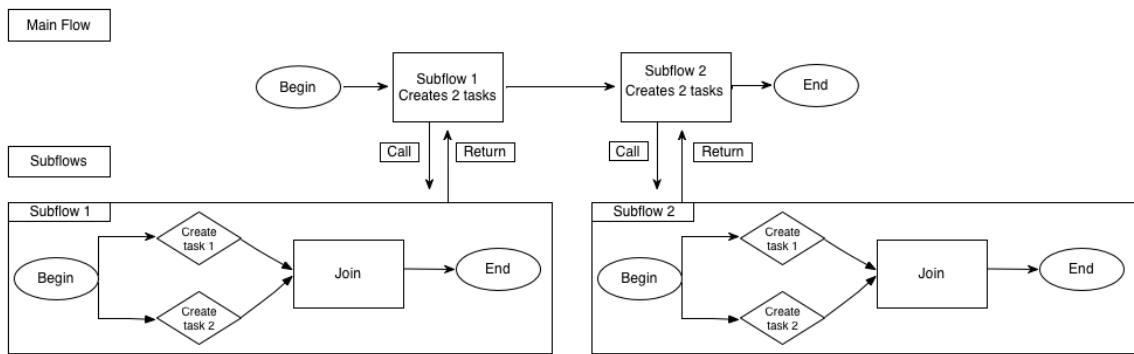 Main Flow
Begin
Subflow 1
Creates 2 tasks
Subflow 2
Creates 2 tasks
End
Call
Return
Call
Return
Subflows
Subflow 1
Begin
Create
task 1
Create
task 2
Join
End
Subflow 2
Begin
Create
task 1
Create
task 2
Join
End